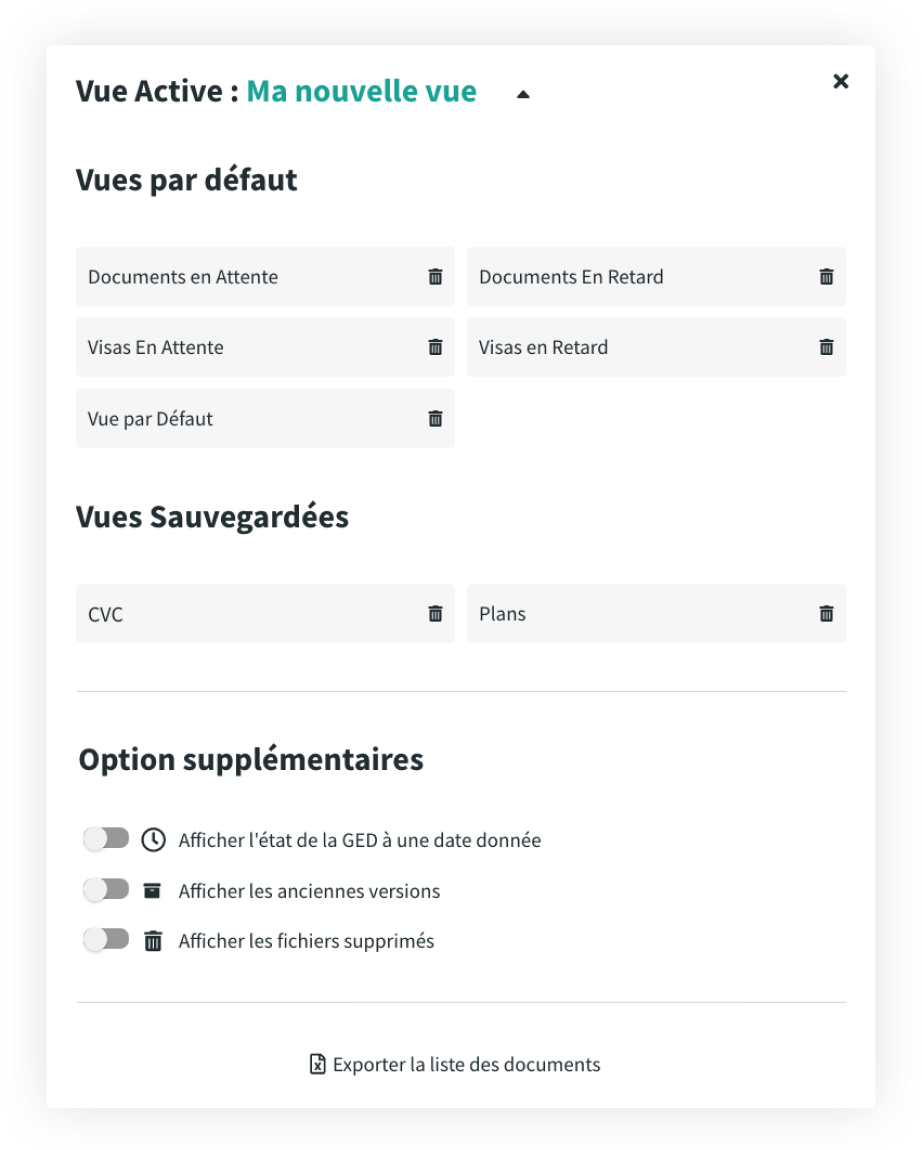 Vue Active : Ma nouvelle vue
Vues par défaut
Documents en Attente
Documents En Retard
Visas En Attente
Visas en Retard
Vue par Défaut
Vues Sauvegardées
CVC
Plans
Option supplémentaires
Afficher l'état de la GED à une date donnée
Afficher les anciennes versions
Afficher les fichiers supprimés
Exporter la liste des documents